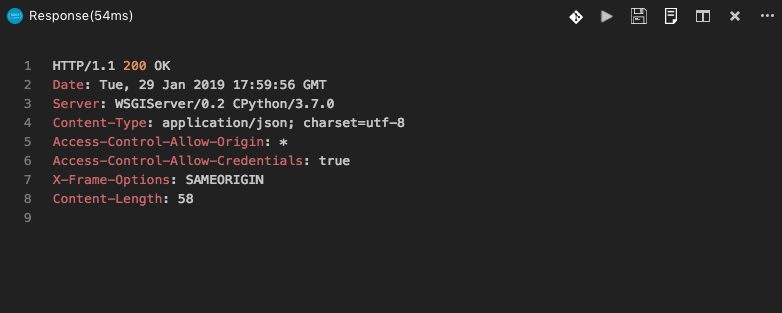 Response(54ms)
1 HTTP/1.1 200 OK
2 Date: Tue, 29 Jan 2019 17:59:56 GMT
3 Server: WSGIServer/0.2 CPython/3.7.0
4 Content-Type: application/json; charset=utf-8
5 Access-Control-Allow-Origin: *
6 Access-Control-Allow-Credentials: true
7 X-Frame-Options: SAMEORIGIN
8 Content-Length: 58
9